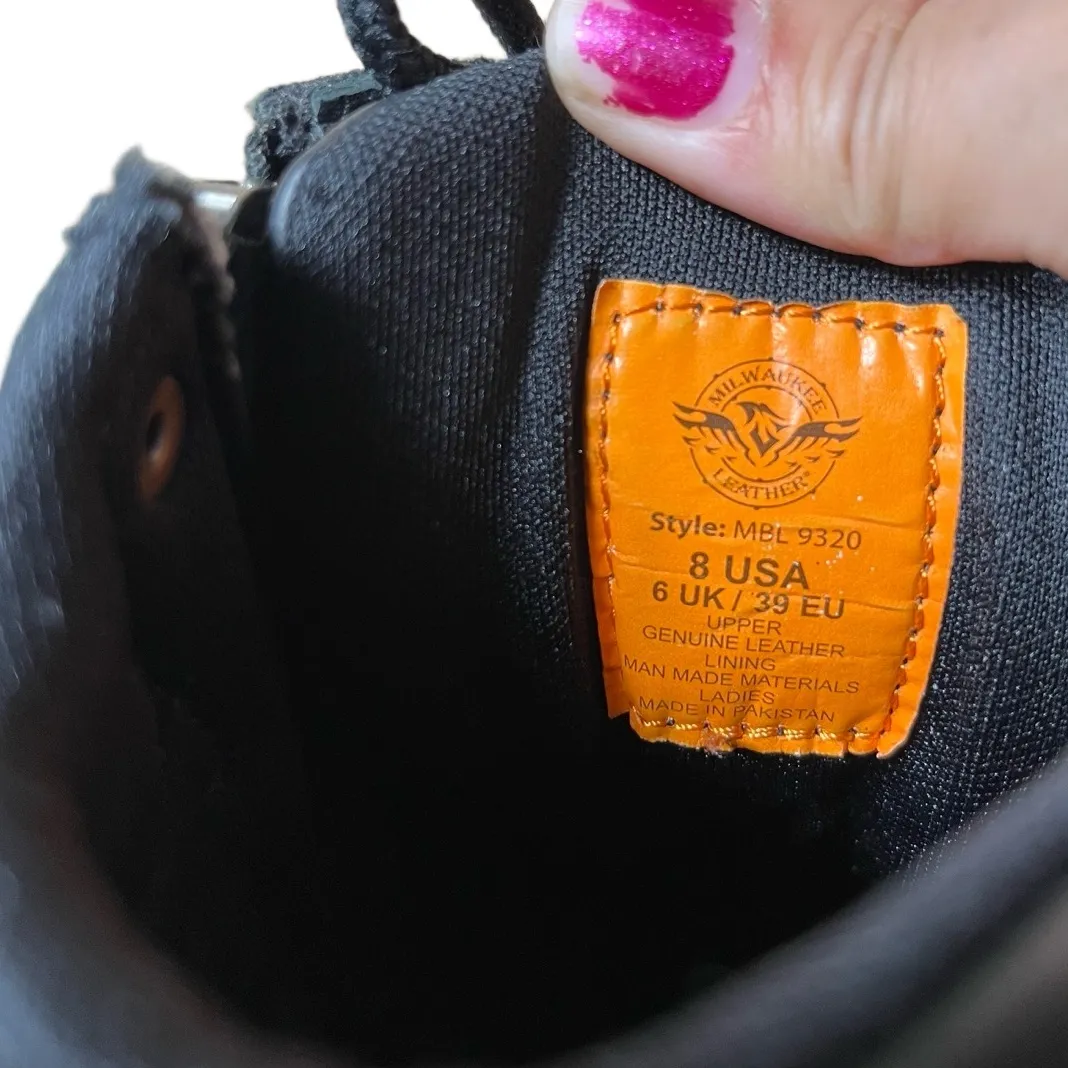 MILWAUKEE
LEATHER®
Style: MBL 9320
8 USA
6 UK / 39 EU
UPPER
GENUINE LEATHER
LINING
MAN MADE MATERIALS
LADIES
MADE IN PAKISTAN